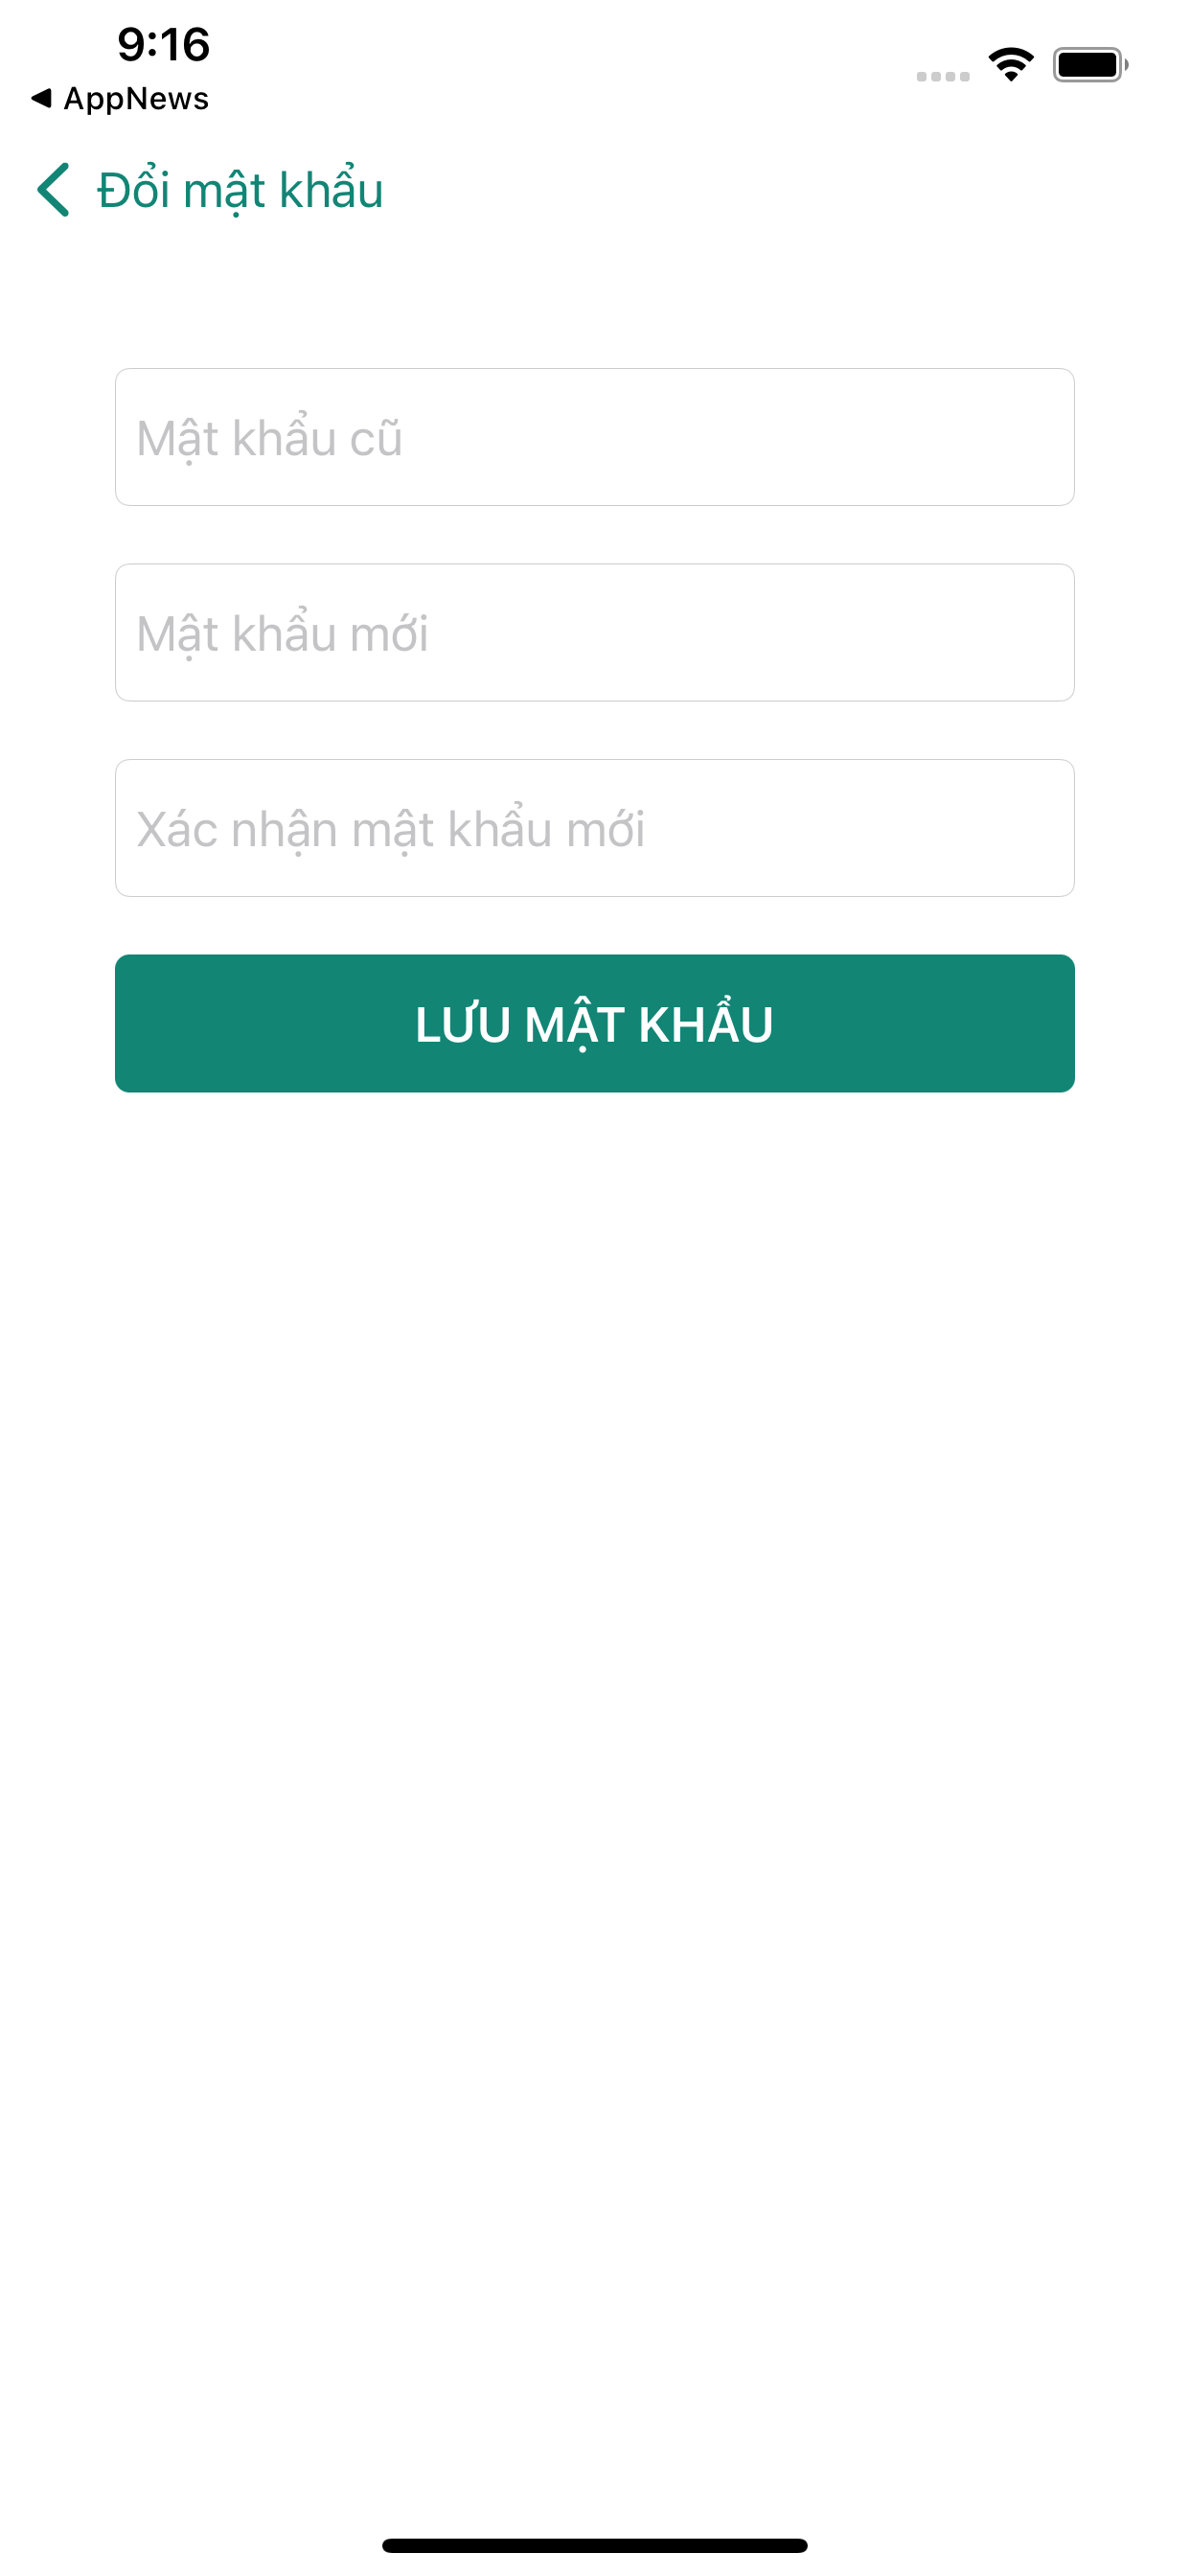 9:16
AppNews
Đổi mật khẩu
Mật khẩu cũ
Mật khẩu mới
Xác nhận mật khẩu mới
LƯU MẬT KHẨU